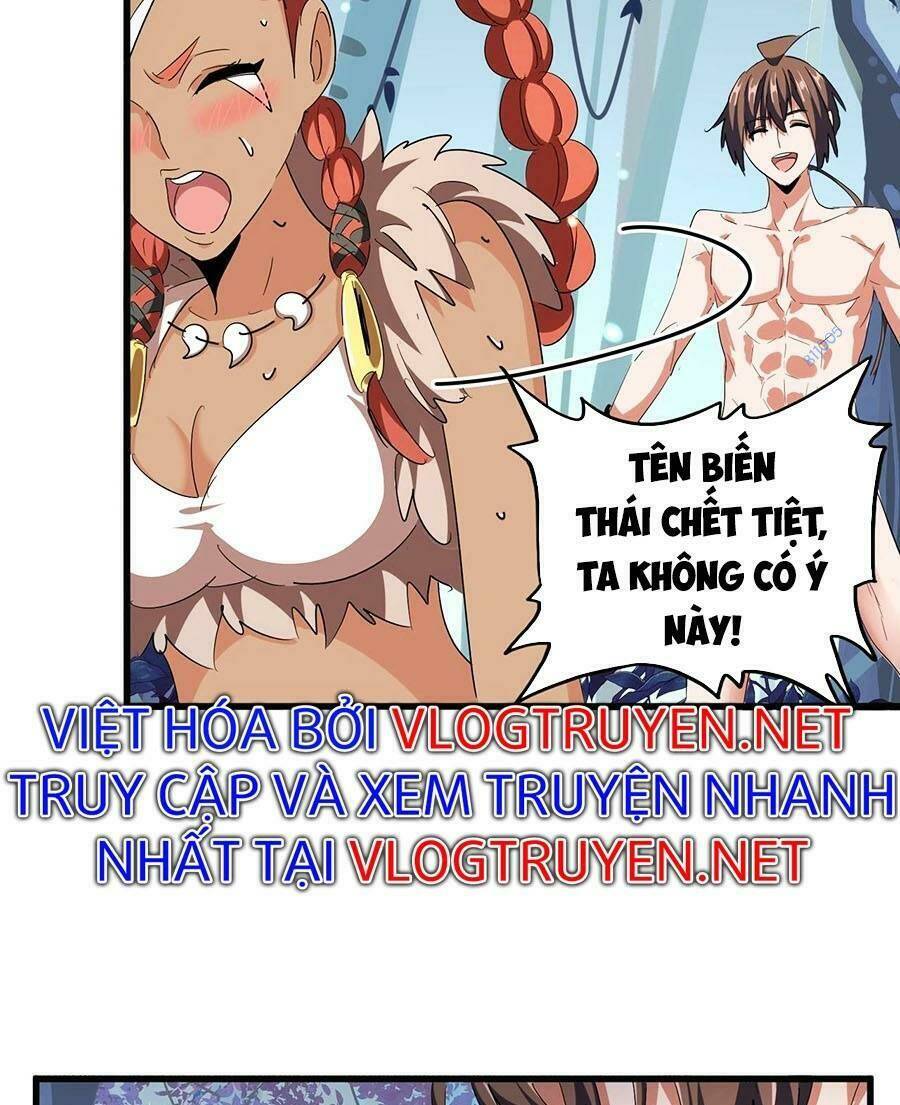 TÊN BIẾN
THÁI CHẾT TIỆT,
TA KHÔNG CÓ Ý
NÀY!
VIỆT HÓA BỞI VLOGTRUYEN.NET
TRUY CẬP VÀ XEM TRUYỆN NHANH
NHẤT TẠI VLOGTRUYEN.NET